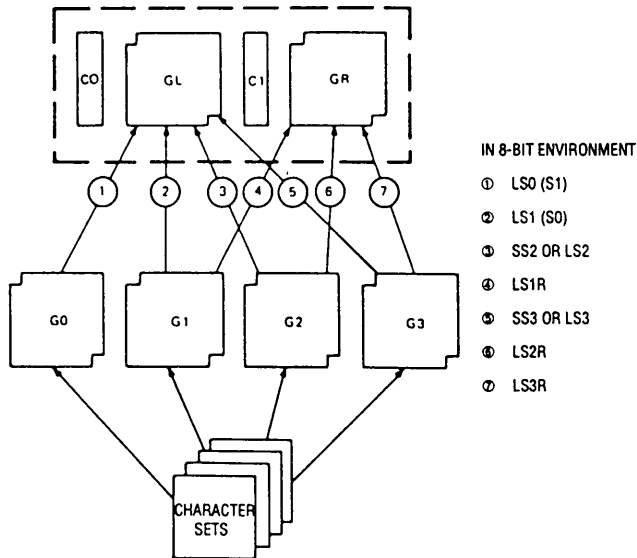 C0
GL
C1
GR
IN 8-BIT ENVIRONMENT
1
2
3
4
5
6
7
① LS0 (S1)
② LS1 (S0)
③ SS2 OR LS2
④ LS1R
⑤ SS3 OR LS3
⑥ LS2R
⑦ LS3R
G0
G1
G2
G3
CHARACTER
SETS